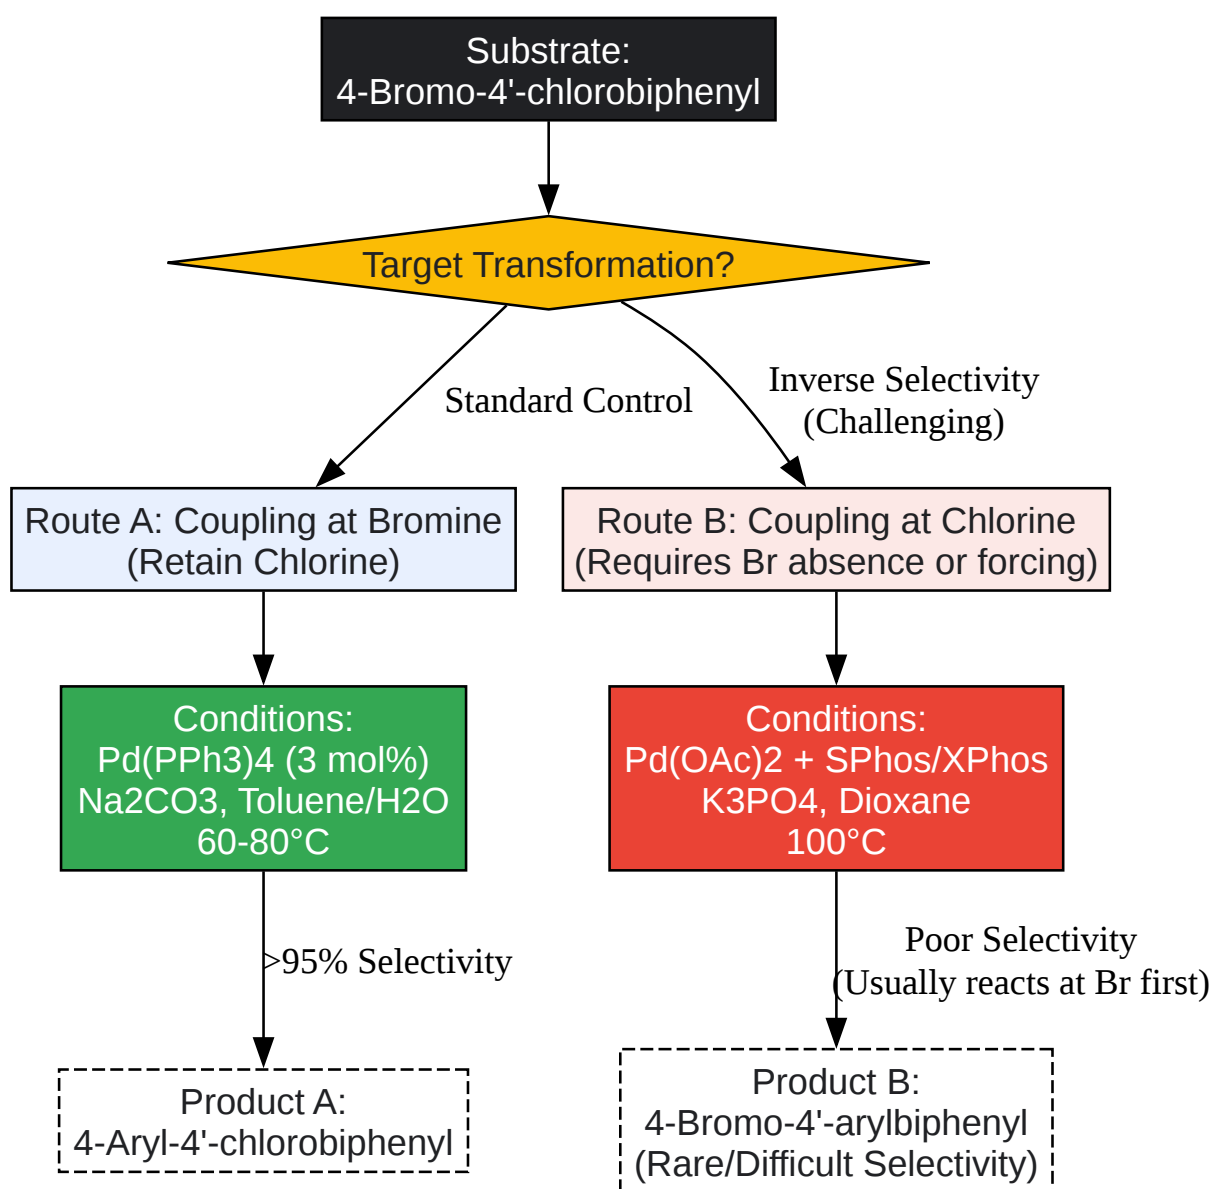 Substrate:
4-Bromo-4'-chlorobiphenyl
Target Transformation?
Standard Control
Inverse Selectivity
(Challenging)
Route A: Coupling at Bromine
(Retain Chlorine)
Route B: Coupling at Chlorine
(Requires Br absence or forcing)
Conditions:
Pd(PPh3)4 (3 mol%)
Na2CO3, Toluene/H2O
60-80°C
Conditions:
Pd(OAc)2 + SPhos/XPhos
K3PO4, Dioxane
100°C
>95% Selectivity
Poor Selectivity
(Usually reacts at Br first)
Product A:
4-Aryl-4'-chlorobiphenyl
Product B:
4-Bromo-4'-arylbiphenyl
(Rare/Difficult Selectivity)